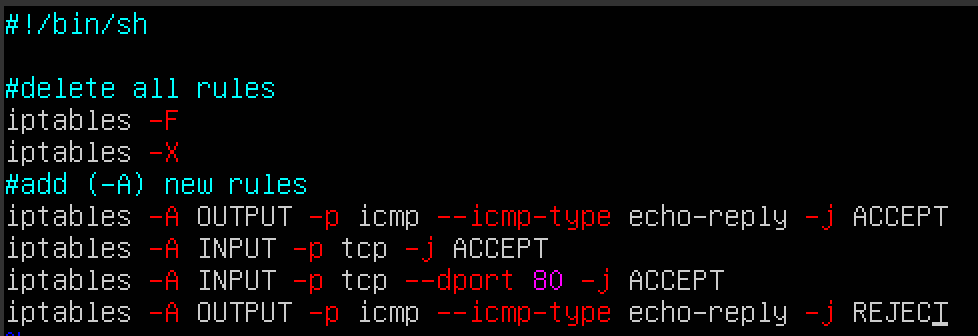 #!/bin/sh
#delete all rules
iptables -F
iptables -X
#add (-A) new rules
iptables -A OUTPUT -p icmp --icmp-type echo-reply -j ACCEPT
iptables -A INPUT -p tcp -j ACCEPT
iptables -A INPUT -p tcp --dport 80 -j ACCEPT
iptables -A OUTPUT -p icmp --icmp-type echo-reply -j REJECT